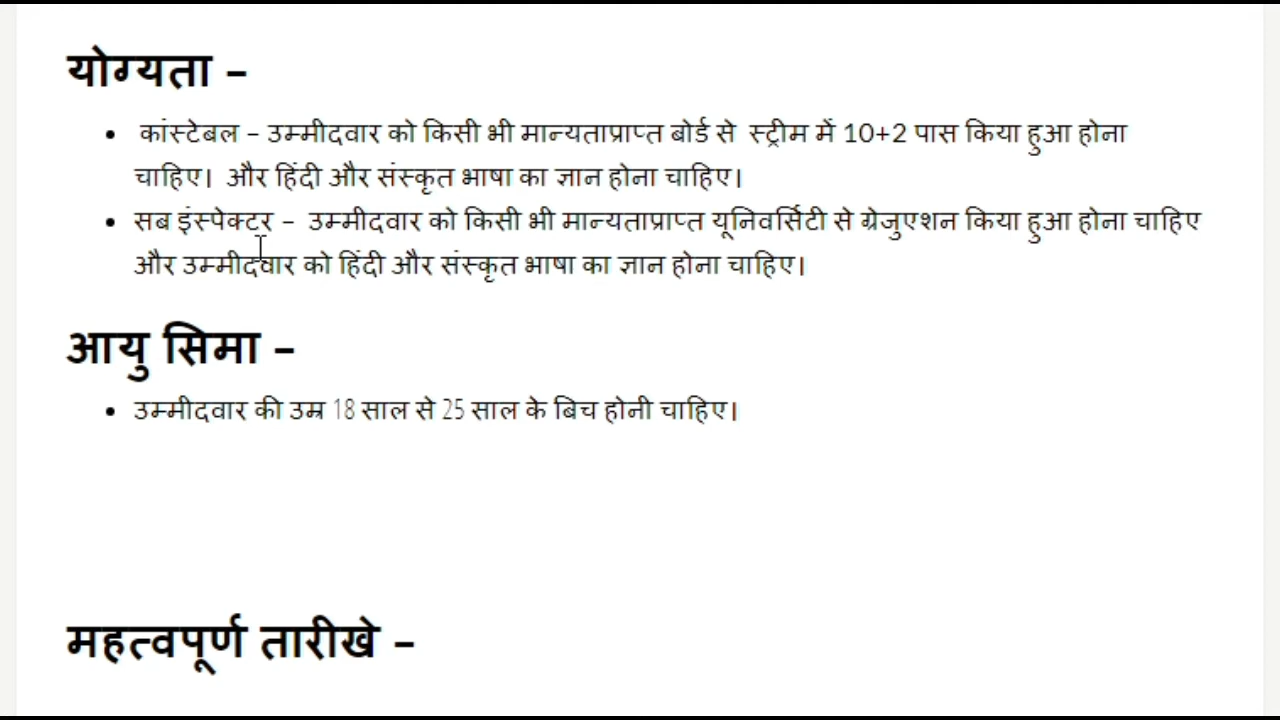 योग्यता –
कांस्टेबल – उम्मीदवार को किसी भी मान्यताप्राप्त बोर्ड से स्ट्रीम में 10+2 पास किया हुआ होना
चाहिए। और हिंदी और संस्कृत भाषा का ज्ञान होना चाहिए।
सब इंस्पेक्टर – उम्मीदवार को किसी भी मान्यताप्राप्त यूनिवर्सिटी से ग्रेजुएशन किया हुआ होना चाहिए
और उम्मीदवार को हिंदी और संस्कृत भाषा का ज्ञान होना चाहिए।
आयु सिमा –
उम्मीदवार की उम्र 18 साल से 25 साल के बिच होनी चाहिए।
महत्वपूर्ण तारीखे –